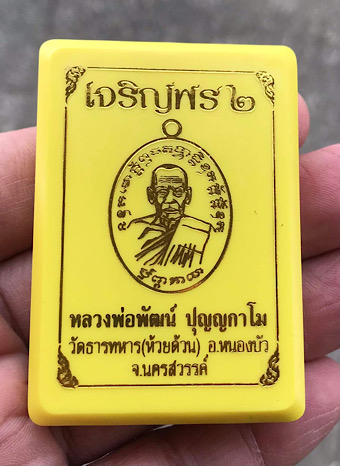 เจริญพร ๒
หลวงพ่อพัฒน์ ปุญญกาโม
วัดธารทหาร(ห้วยด้วน) อ.หนองบัว
จ.นครสวรรค์